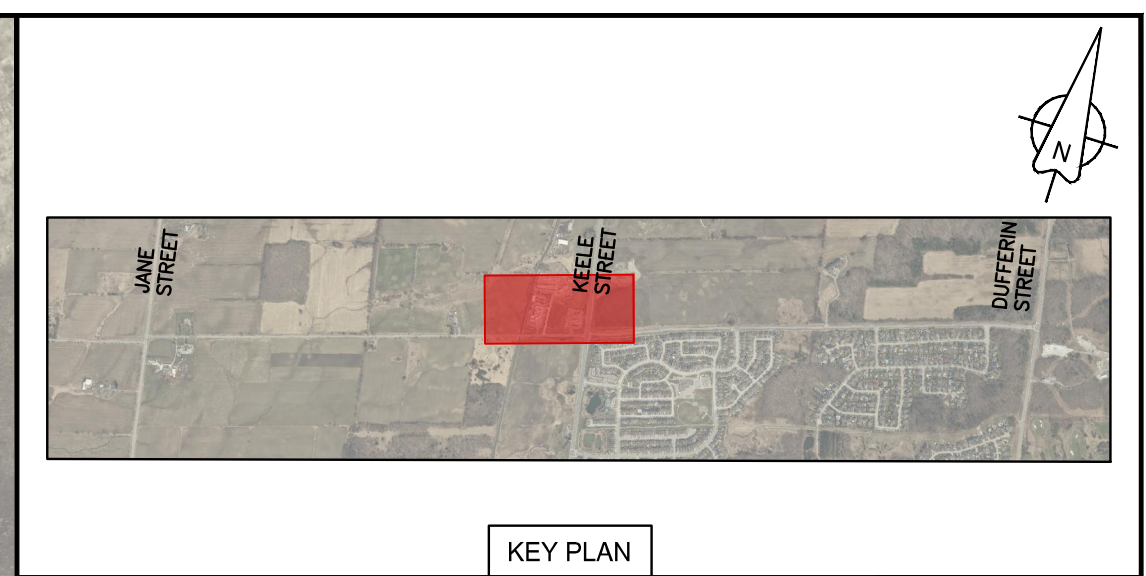 N
JANE
STREET
KEELE
STREET
DUFFERIN
STREET
KEY PLAN